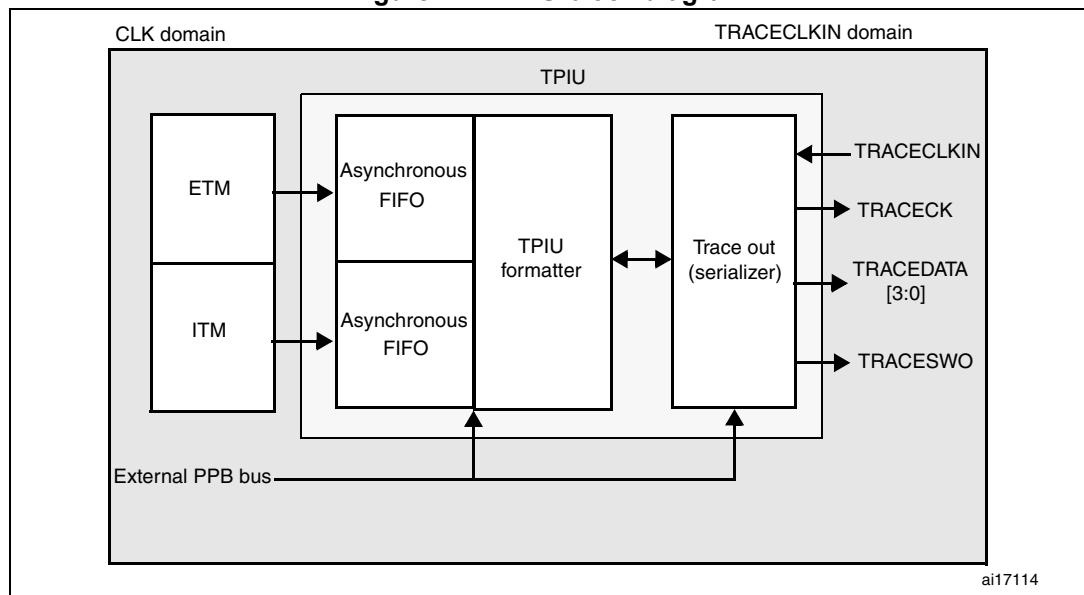 CLK domain
TRACECLKIN domain
TPIU
ETM
Asynchronous
FIFO
TPIU
formatter
Trace out
(serializer)
TRACECLKIN
TRACECK
TRACEDATA
[3:0]
TRACESWO
ITM
Asynchronous
FIFO
External PPB bus
ai17114